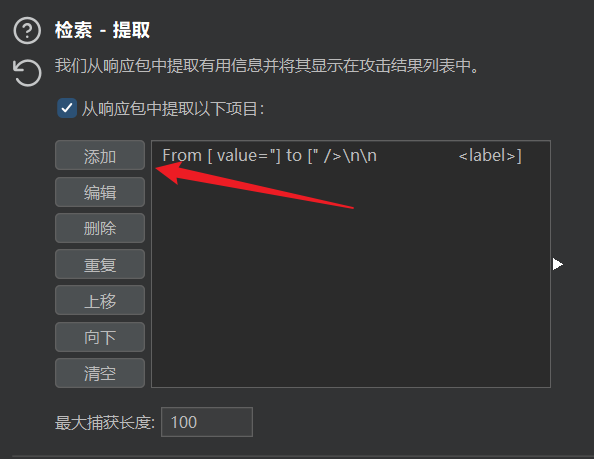 检索 - 提取
我们从响应包中提取有用信息并将其显示在攻击结果列表中。
从响应包中提取以下项目：
添加
From [ value="] to [" />\n\n                  <label>]
编辑
删除
重复
上移
向下
清空
最大捕获长度: 100